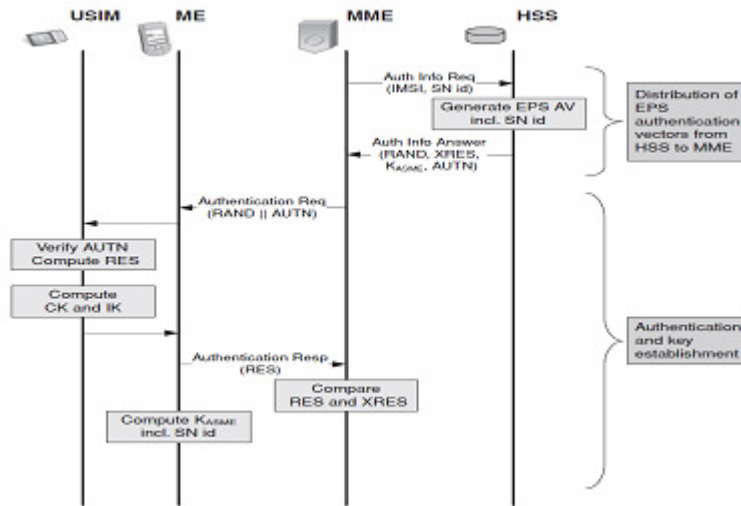 USIM
ME
MME
HSS
Auth Info Req
(IMSI, SN id)
Generate EPS AV
incl. SN id
Distribution of
EPS
authentication
vectors from
HSS to MME
Auth Info Answer
(RAND, XRES,
KASME, AUTN)
Authentication Req
(RAND || AUTN)
Verify AUTN
Compute RES
Compute
CK and IK
Authentication
and key
establishment
Authentication Resp
(RES)
Compare
RES and XRES
Compute KASME
incl. SN id